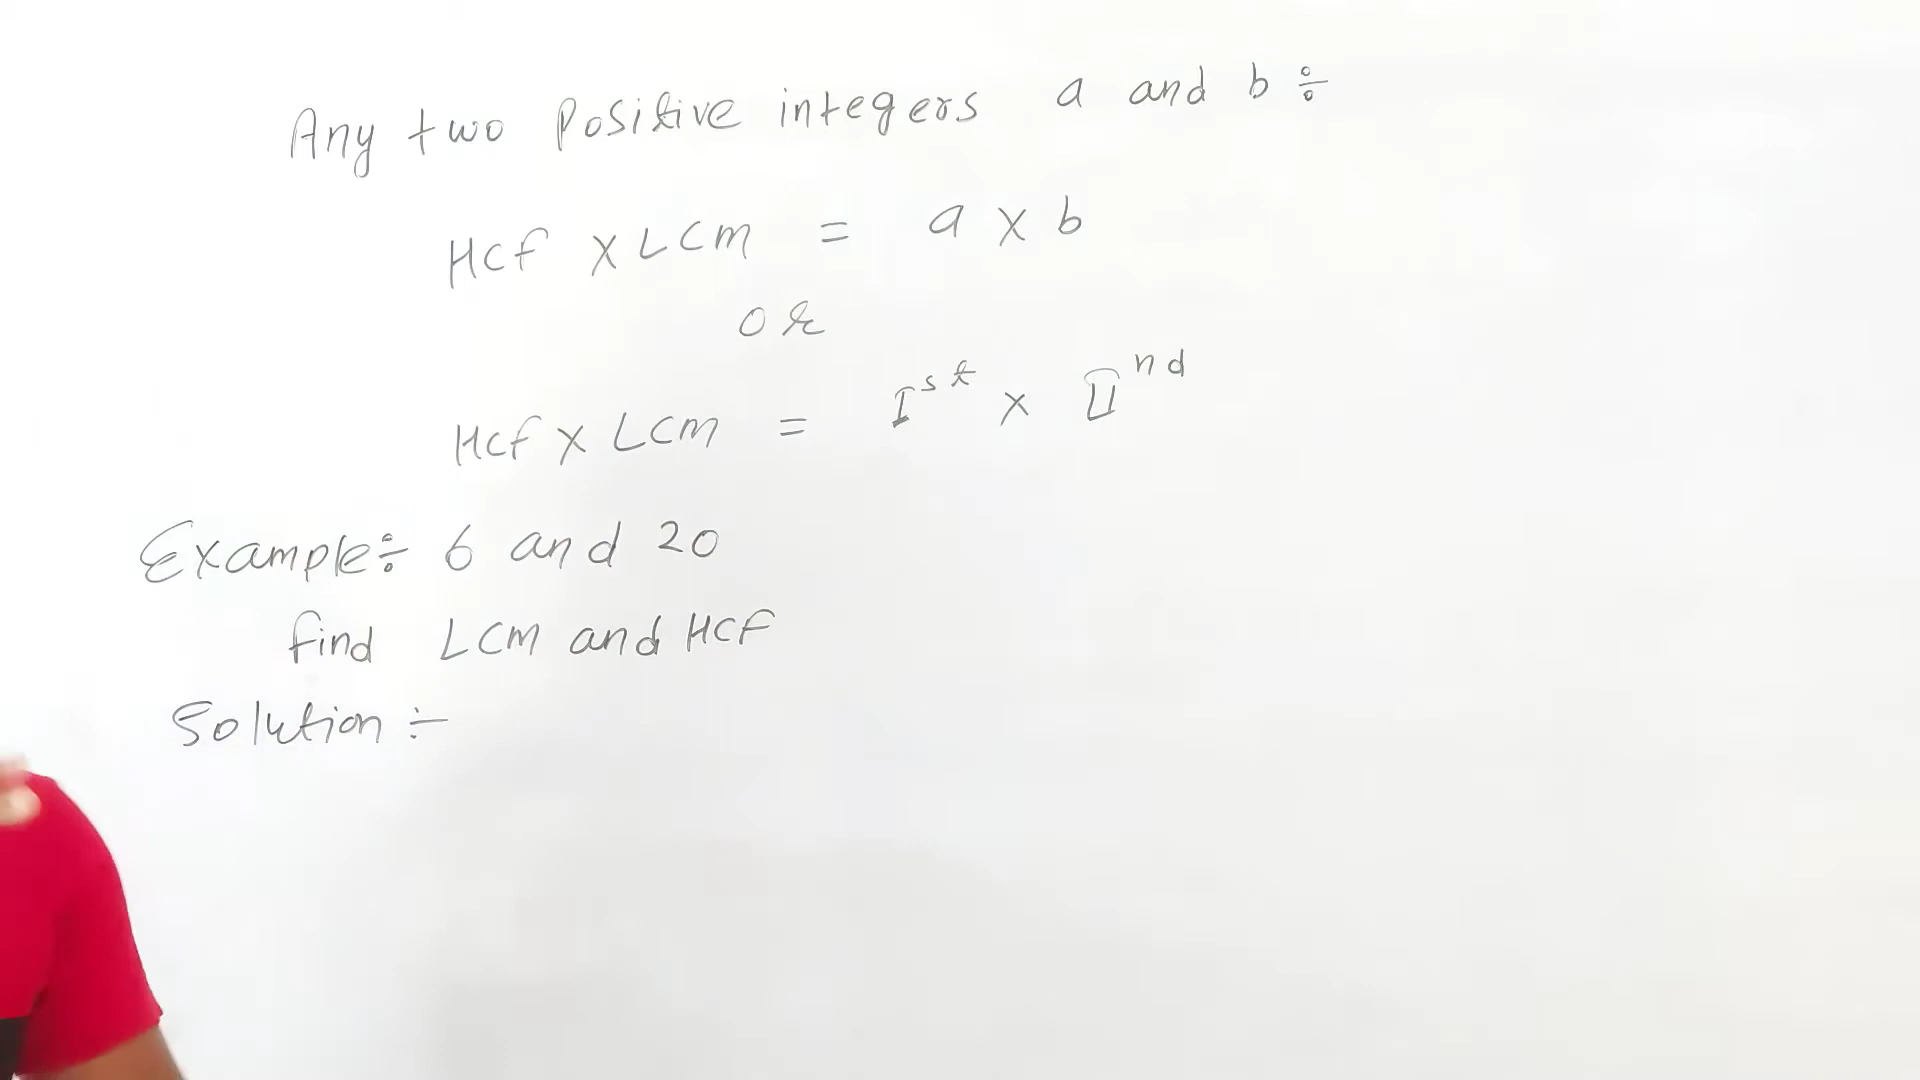 Any two Positive integers a and b ÷
HCF X LCM = a X b
OR
HCF X LCM = Iˢᵗ X IIⁿᵈ
Example ÷ 6 and 20
find LCM and HCF
Solution ÷